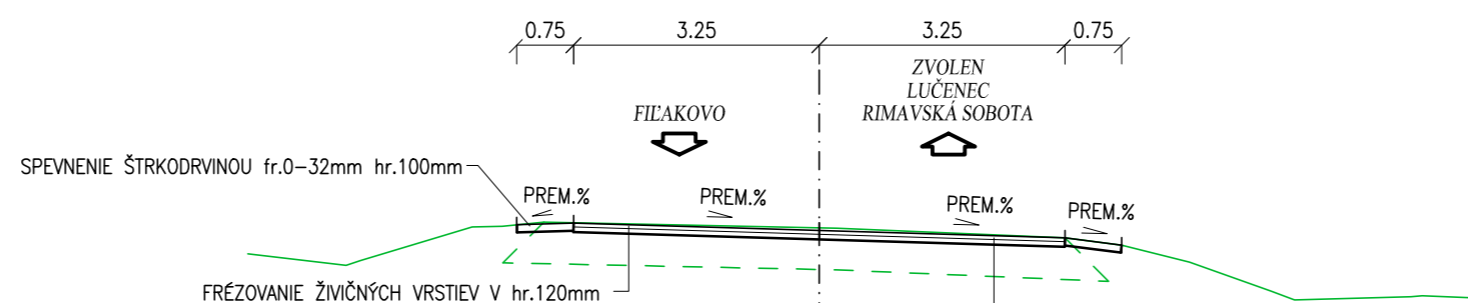 0.75 3.25 3.25 0.75
ZVOLEN
LUČENEC
RIMAVSKÁ SOBOTA
FIĽAKOVO
SPEVNENIE ŠTRKODRVINOU fr.0-32mm hr.100mm
PREM.% PREM.% PREM.% PREM.%
FRÉZOVANIE ŽIVIČNÝCH VRSTIEV V hr.120mm